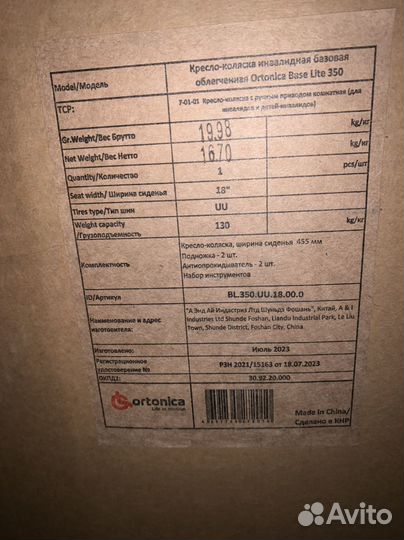 Model/Модель
Кресло-коляска инвалидная базовая
облегченная Ortonica Base Lite 350
ТСР:
7-01-01 Кресло-коляска с ручным приводом комнатная (для
инвалидов и детей-инвалидов)
Gr.Weight/Вес Брутто 19.98 kg/кг
Net Weight/Вес Нетто 16.70 kg/кг
Quantity/Количество 1 pcs/шт
Seat width/ Ширина сиденья 18"
Tires type/Тип шин UU
Weight capacity
/Грузоподъемность 130 kg/кг
Комплектность
Кресло-коляска, ширина сиденья 455 мм
Подножка - 2 шт.
Антиопрокидыватель - 2 шт.
Набор инструментов
ID/Артикул BL.350.UU.18.00.0
Наименование и адрес
изготовителя:
"А Энд Ай Индастриз Лтд Шуньдэ Фошань", Китай, A & I
Industries Ltd Shunde Foshan, Liandu Industrial Park, Le Liu
Town, Shunde District, Foshan City, China
Изготовлено: Июль 2023
Регистрационное
удостоверение №
РЗН 2021/15163 от 18.07.2023
ОКПД2: 30.92.20.000
ortonica
Life in Motion
Made in China/
Сделано в КНР
Avito